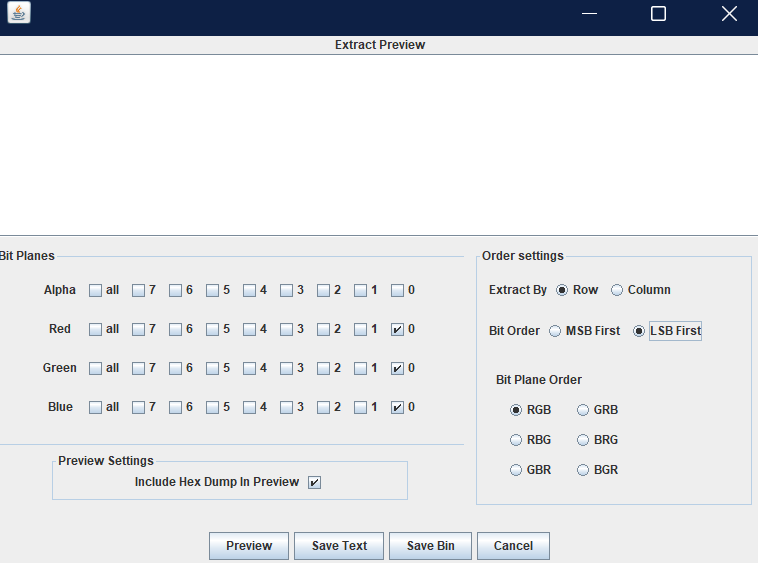 Extract Preview
Bit Planes
Alpha all 7 6 5 4 3 2 1 0
Red all 7 6 5 4 3 2 1 0
Green all 7 6 5 4 3 2 1 0
Blue all 7 6 5 4 3 2 1 0
Preview Settings
Include Hex Dump In Preview
Order settings
Extract By Row Column
Bit Order MSB First LSB First
Bit Plane Order
RGB GRB
RBG BRG
GBR BGR
Preview Save Text Save Bin Cancel